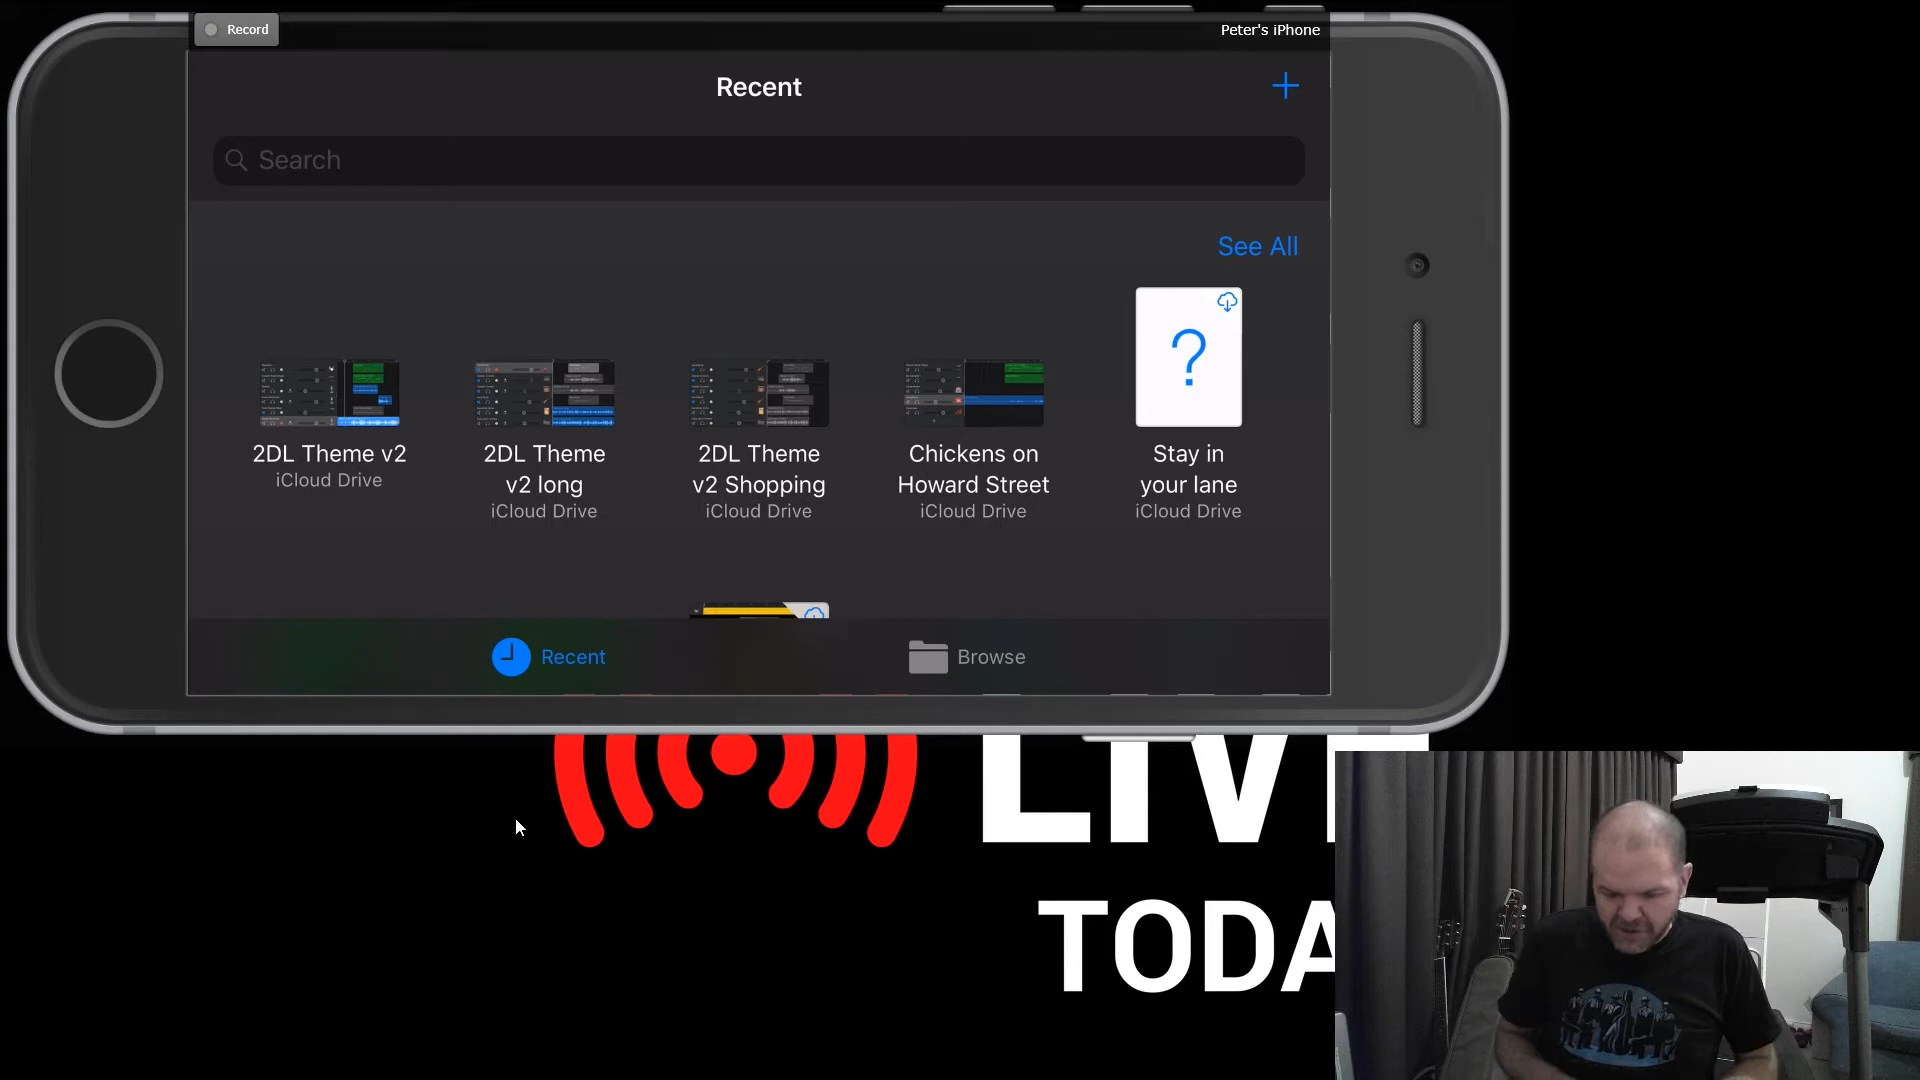 Record
Peter's iPhone
Recent
Search
See All
?
2DL Theme v2
iCloud Drive
2DL Theme
v2 long
iCloud Drive
2DL Theme
v2 Shopping
iCloud Drive
Chickens on
Howard Street
iCloud Drive
Stay in
your lane
iCloud Drive
Recent
Browse
LIVE
TODA